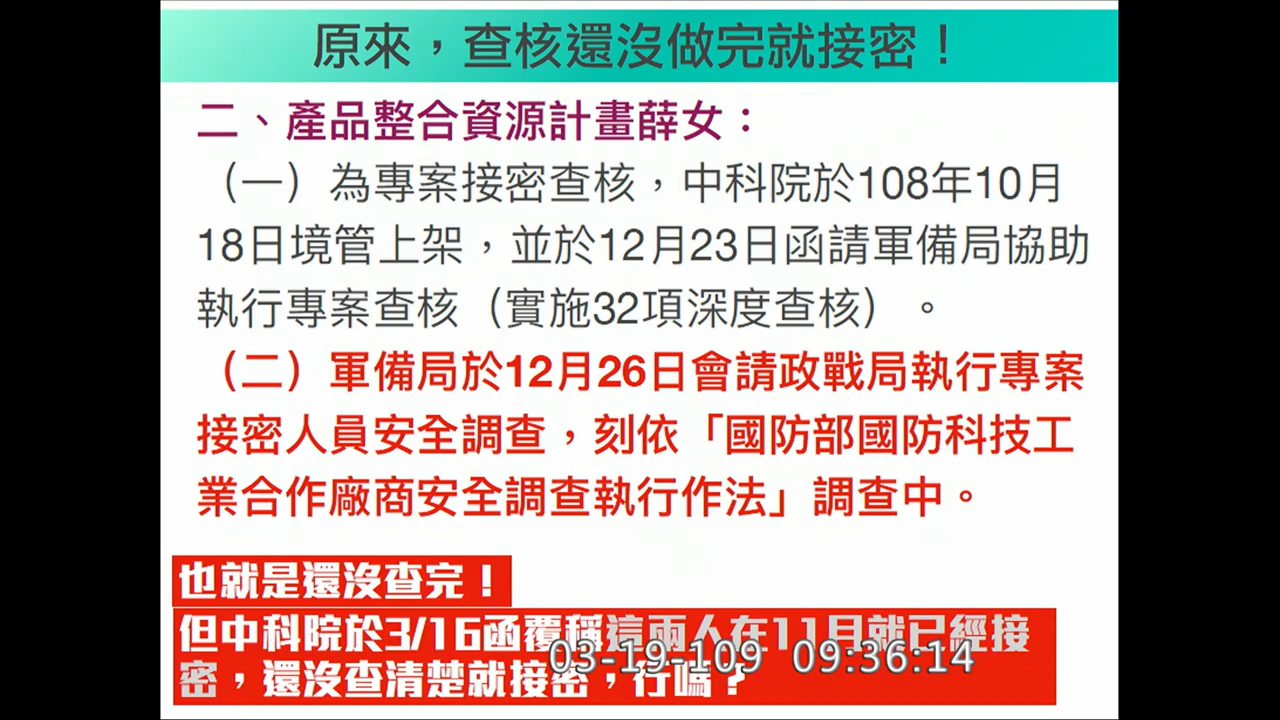 原來，查核還沒做完就接密！
二、產品整合資源計畫薛女：
（一）為專案接密查核，中科院於108年10月
18日境管上架，並於12月23日函請軍備局協助
執行專案查核（實施32項深度查核）。
（二）軍備局於12月26日會請政戰局執行專案
接密人員安全調查，刻依「國防部國防科技工
業合作廠商安全調查執行作法」調查中。
也就是還沒查完！
但中科院於3/16函覆稱這兩人在11月就已經接
密，還沒查清楚就接密，行嗎？
03-19-109 09:36:14